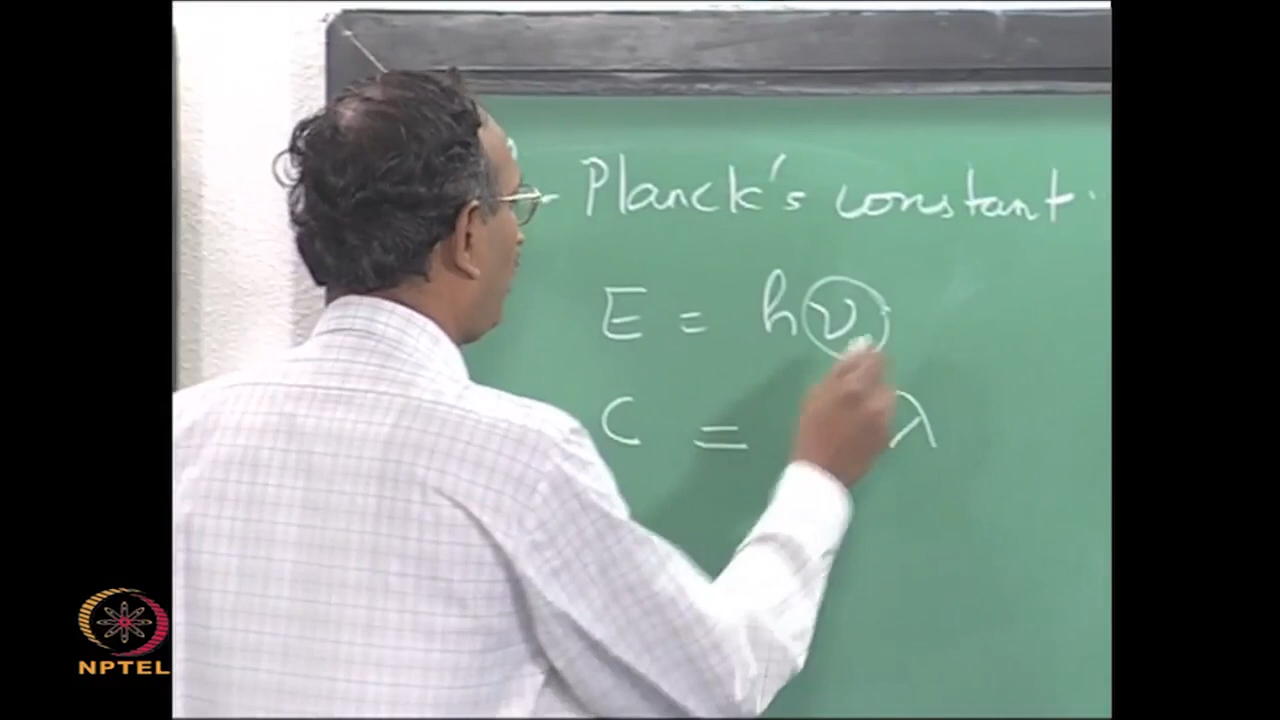 - Planck's constant.
E = hν
C = λ
NPTEL